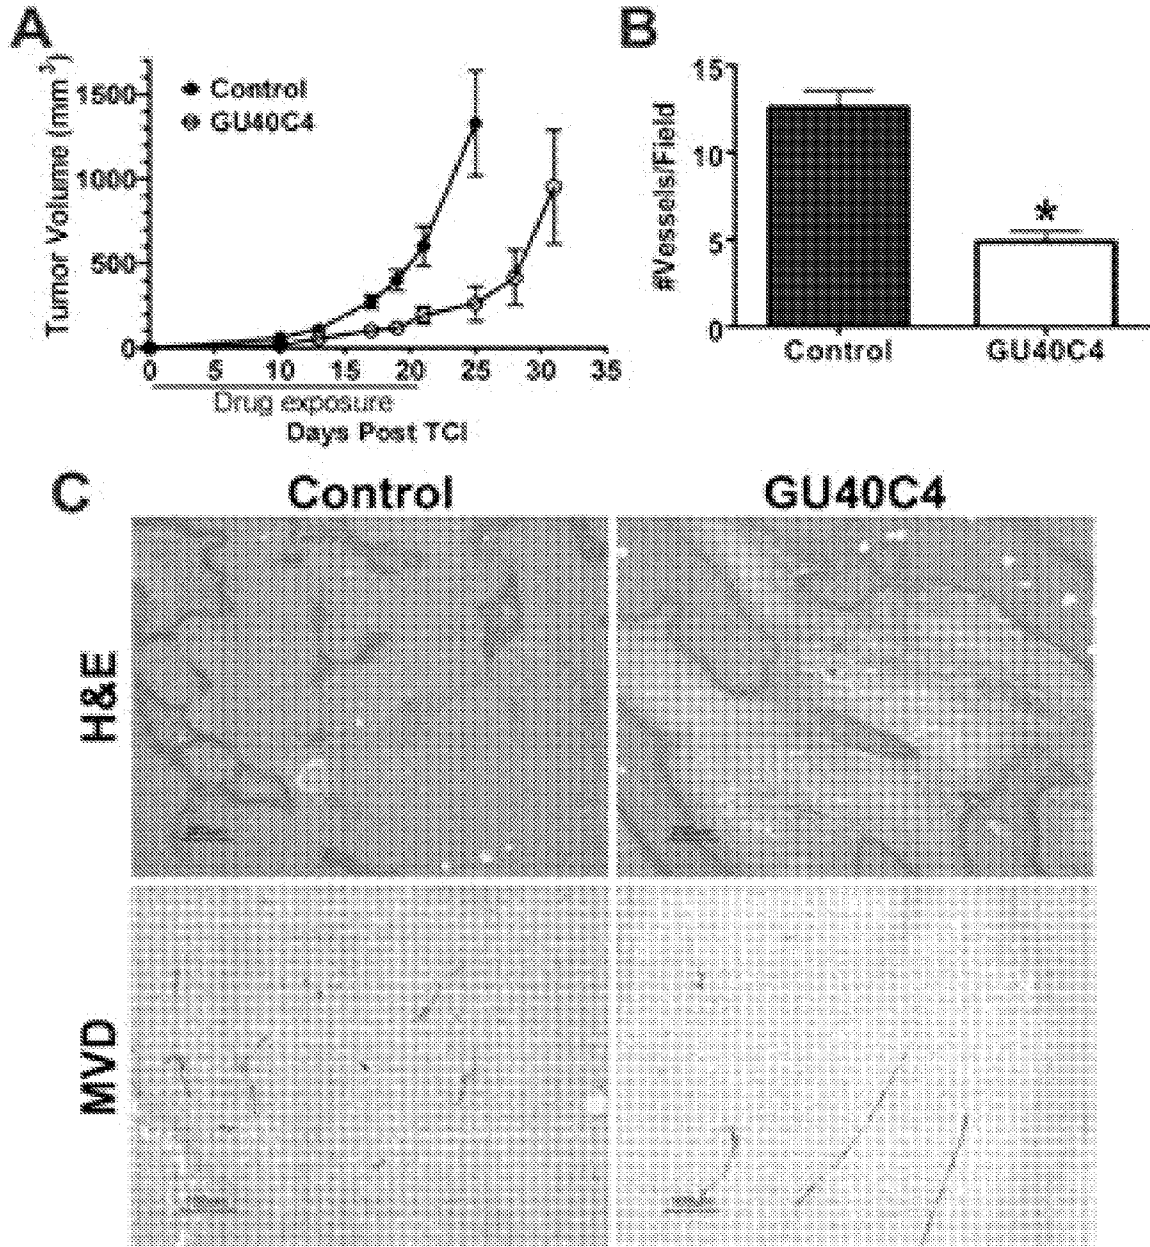 A
Tumor Volume (mm³)
1500
1000
500
0
Control
GU40C4
0 5 10 15 20 25 30 35
Drug exposure
Days Post TCI
B
#Vessels/Field
15
10
5
0
*
Control GU40C4
C
Control GU40C4
H&E
MVD